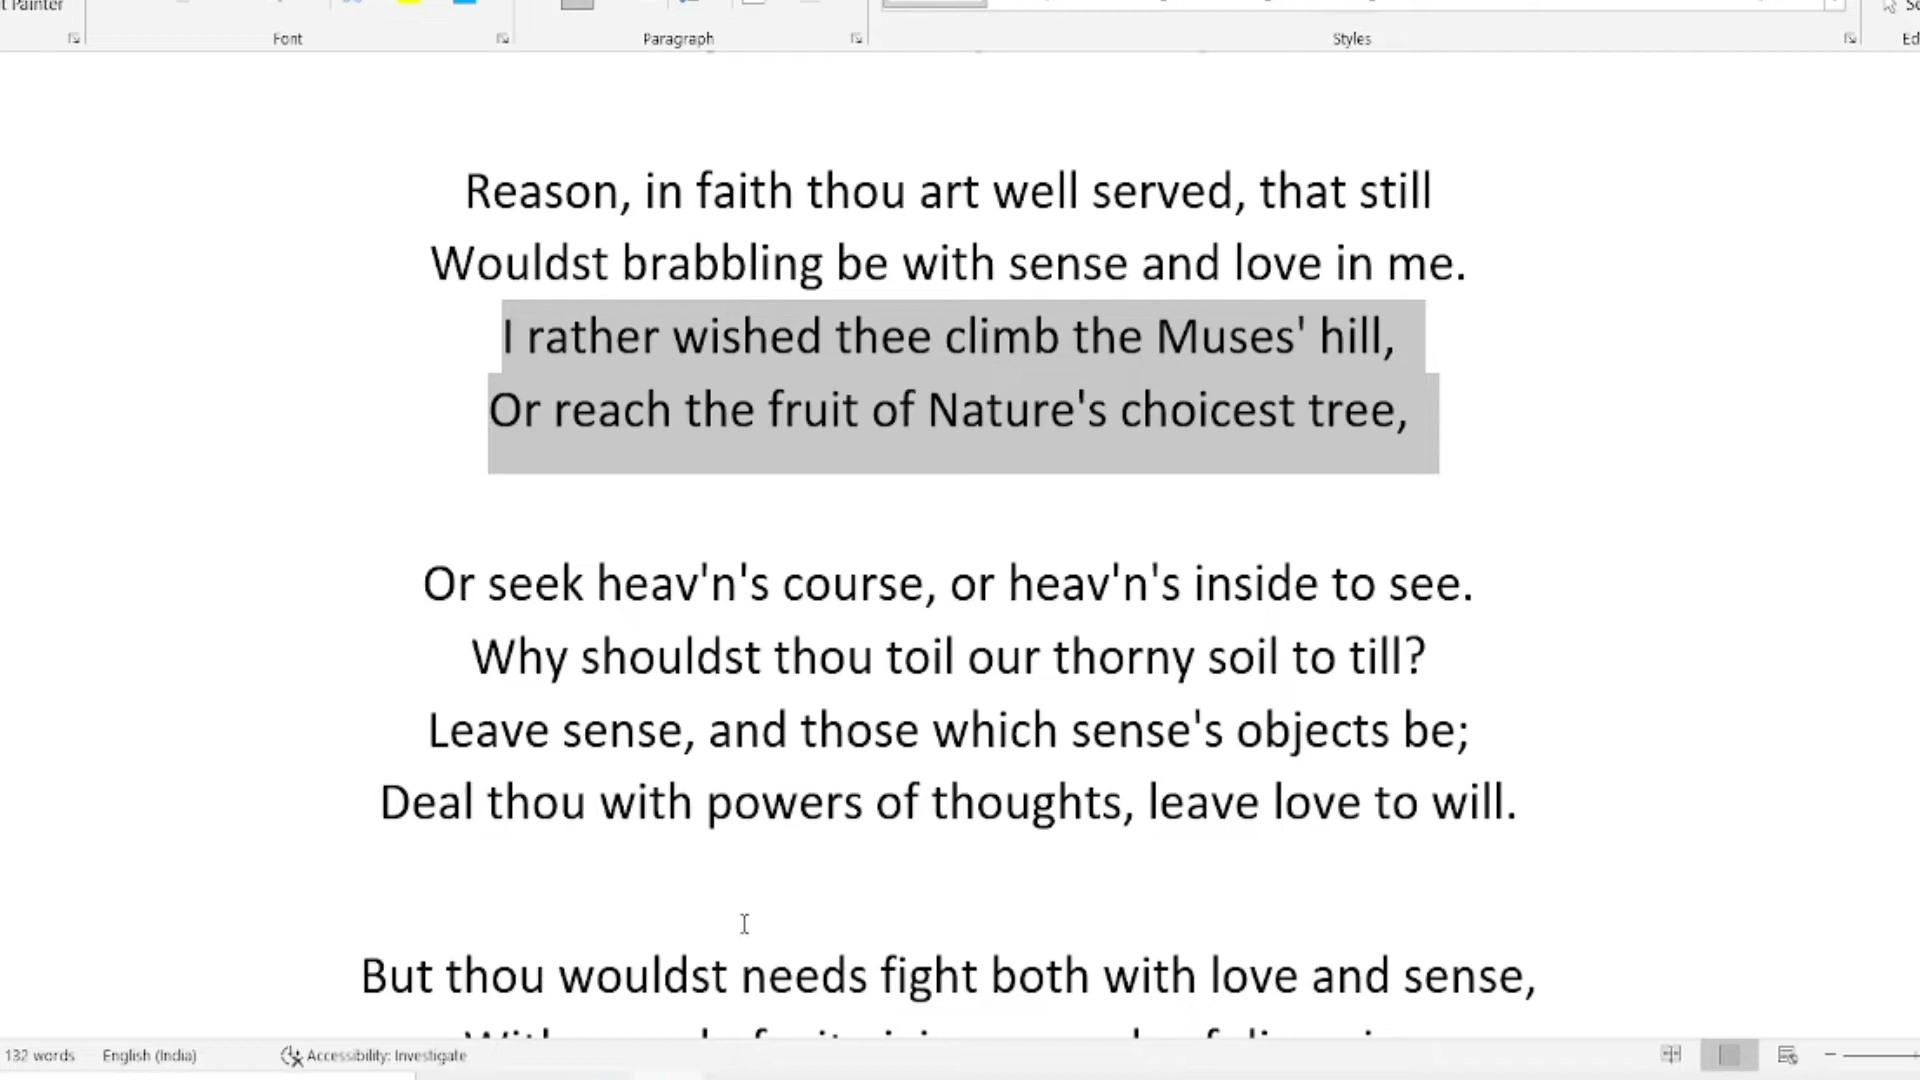 t Painter
Font
Paragraph
Styles
Ed
Reason, in faith thou art well served, that still
Wouldst brabbling be with sense and love in me.
I rather wished thee climb the Muses' hill,
Or reach the fruit of Nature's choicest tree,
Or seek heav'n's course, or heav'n's inside to see.
Why shouldst thou toil our thorny soil to till?
Leave sense, and those which sense's objects be;
Deal thou with powers of thoughts, leave love to will.
But thou wouldst needs fight both with love and sense,
132 words
English (India)
Accessibility: Investigate